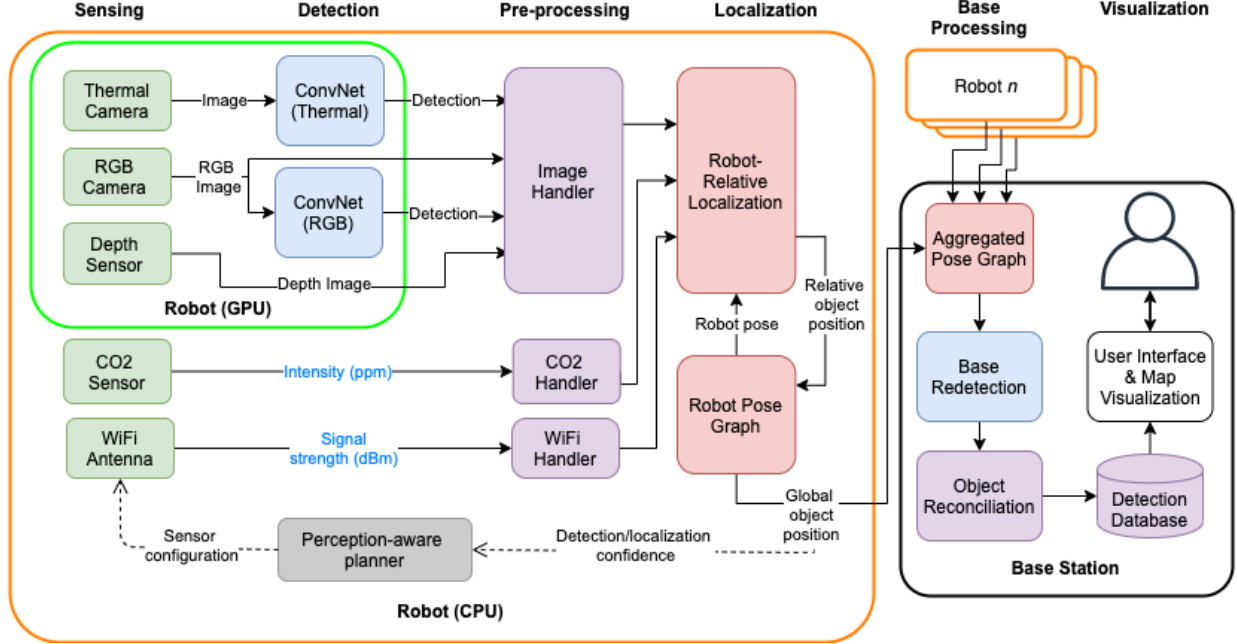 Sensing
Detection
Pre-processing
Localization
Base
Processing
Visualization
Thermal
Camera
Image
ConvNet
(Thermal)
Detection
RGB
Camera
RGB
Image
ConvNet
(RGB)
Detection
Depth
Sensor
Depth Image
Robot (GPU)
Image
Handler
Robot-
Relative
Localization
Relative
object
position
Robot pose
CO2
Sensor
Intensity (ppm)
CO2
Handler
Robot Pose
Graph
WiFi
Antenna
Signal
strength (dBm)
WiFi
Handler
Global
object
position
Sensor
configuration
Perception-aware
planner
Detection/localization
confidence
Robot (CPU)
Robot n
Aggregated
Pose Graph
Base
Redetection
User Interface
& Map
Visualization
Object
Reconciliation
Detection
Database
Base Station